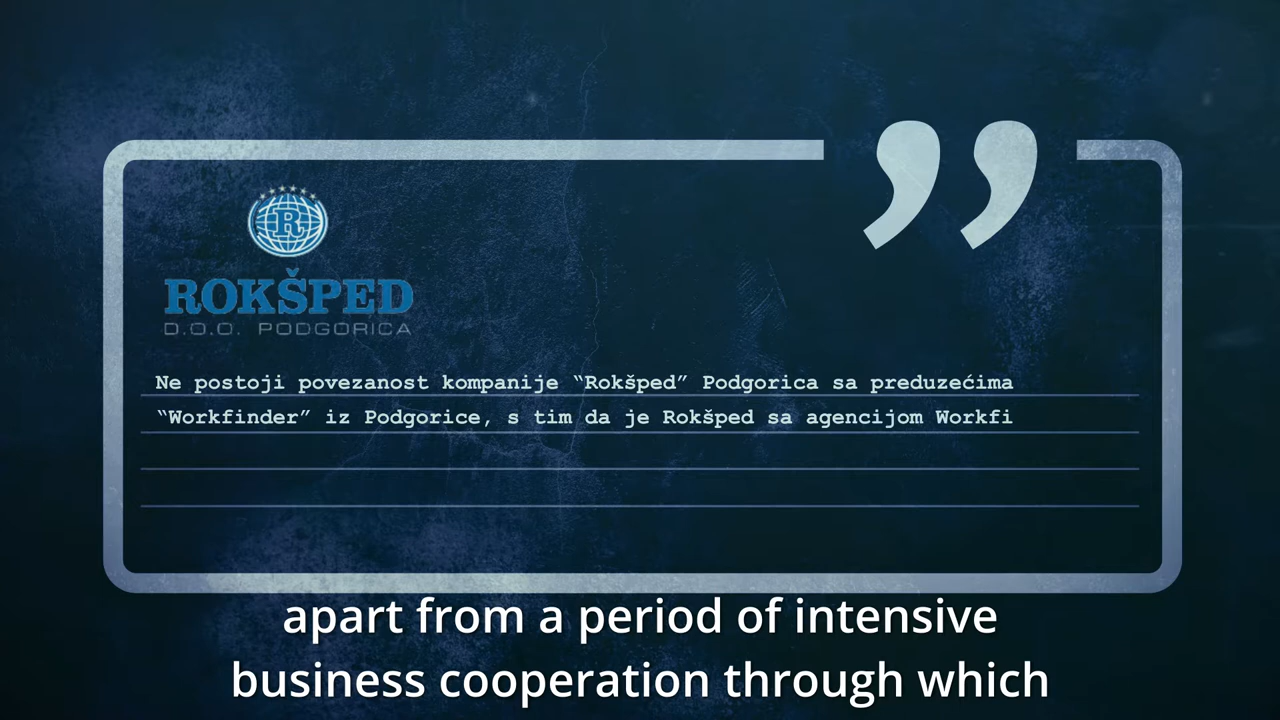 ”
R
ROKŠPED
D.O.O. PODGORICA
Ne postoji povezanost kompanije “Rokšped” Podgorica sa preduzećima
“Workfinder” iz Podgorice, s tim da je Rokšped sa agencijom Workfi
apart from a period of intensive
business cooperation through which